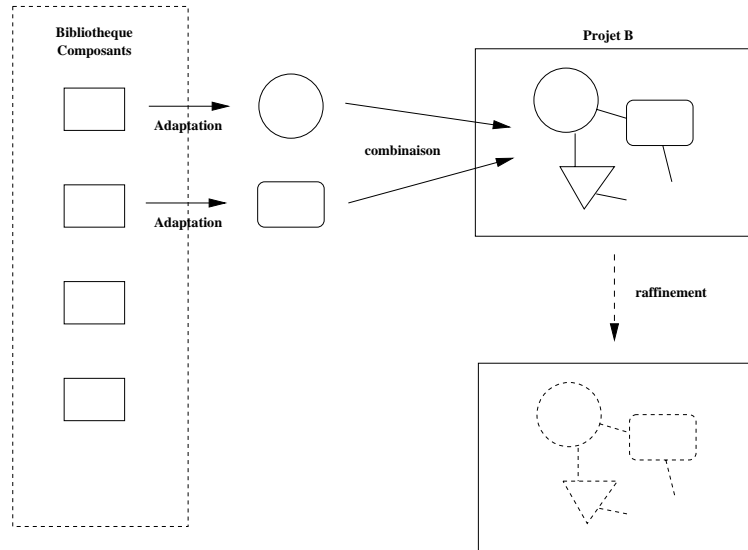 Bibliotheque
Composants
Projet B
Adaptation
combinaison
Adaptation
raffinement